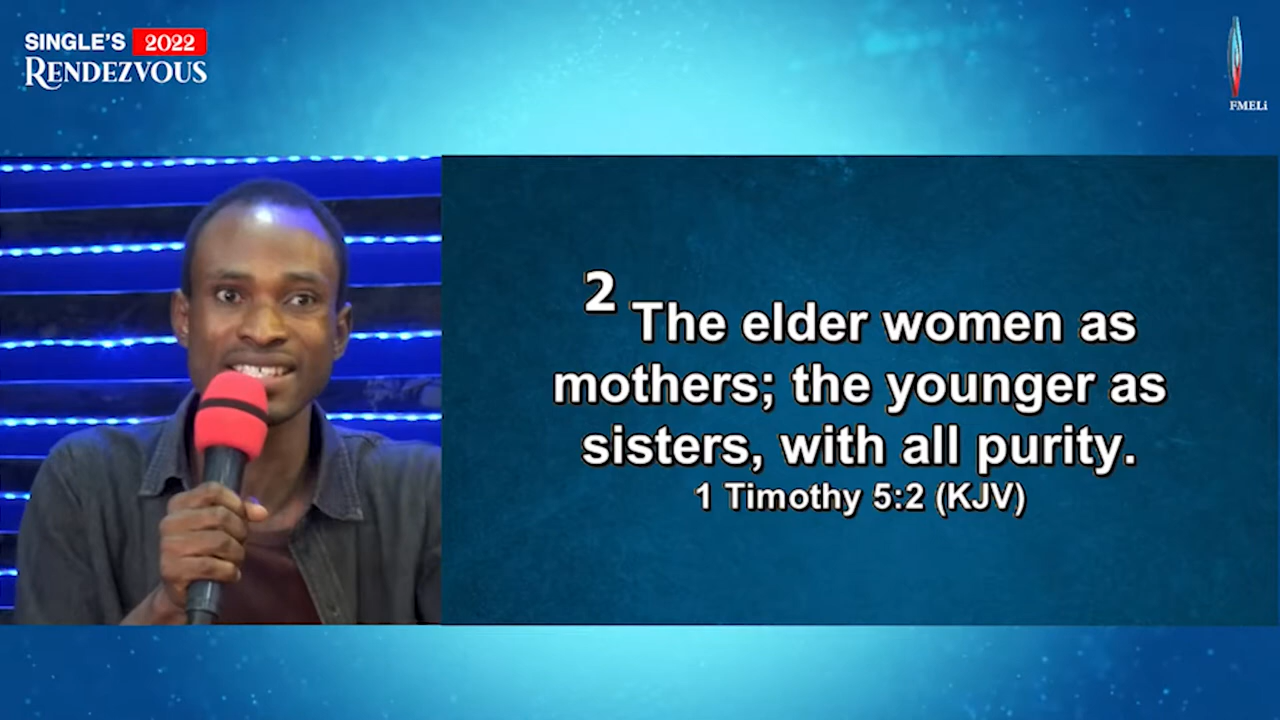 SINGLE'S 2022
RENDEZVOUS
FMELi
2 The elder women as
mothers; the younger as
sisters, with all purity.
1 Timothy 5:2 (KJV)